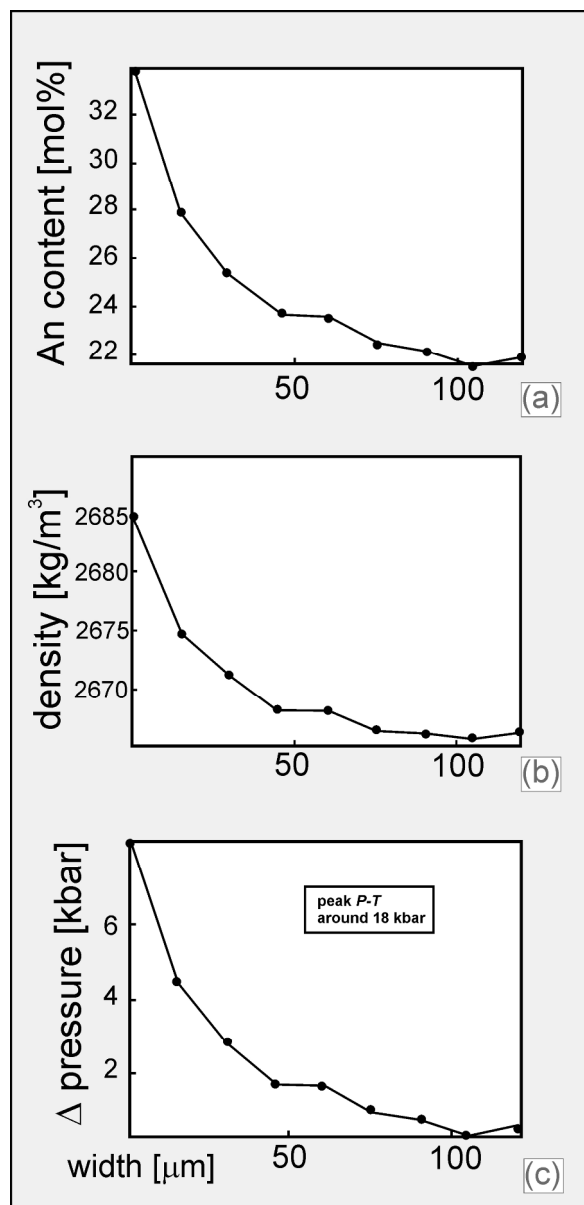 An content [mol%]
32
30
28
26
24
22
50
100
(a)
density [kg/m³]
2685
2680
2675
2670
50
100
(b)
Δ pressure [kbar]
6
4
2
peak P-T
around 18 kbar
width [μm]
50
100
(c)